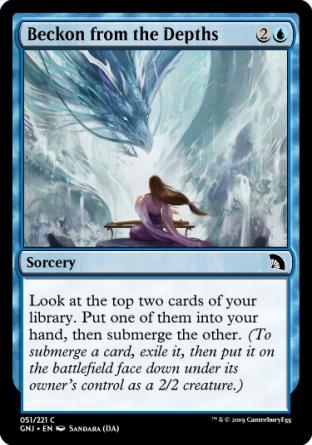 Beckon from the Depths 2
Sorcery
Look at the top two cards of your
library. Put one of them into your
hand, then submerge the other. (To
submerge a card, exile it, then put it on
the battlefield face down under its
owner's control as a 2/2 creature.)
051/221 C
GNJ • EN SANDARA (DA)
™ & © 2019 CanterburyEgg